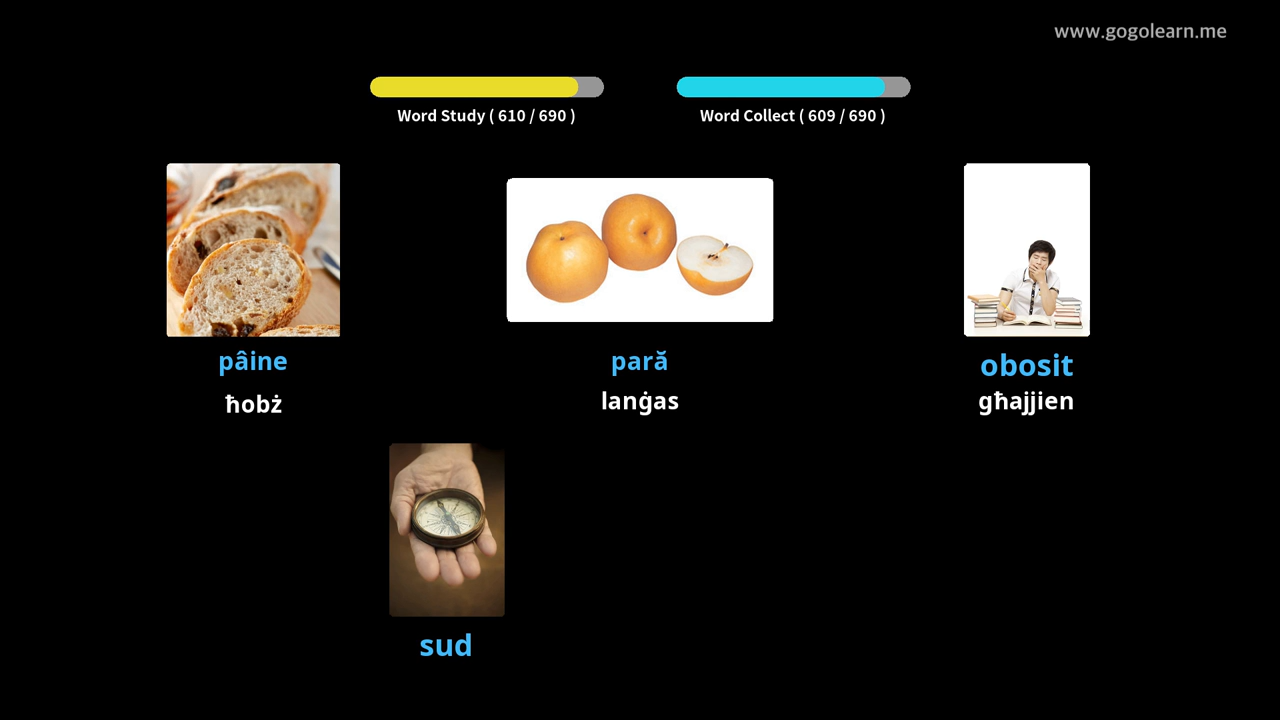 www.gogolearn.me
Word Study ( 610 / 690 )
Word Collect ( 609 / 690 )
pâine
ħobż
pară
lanġas
obosit
għajjien
sud